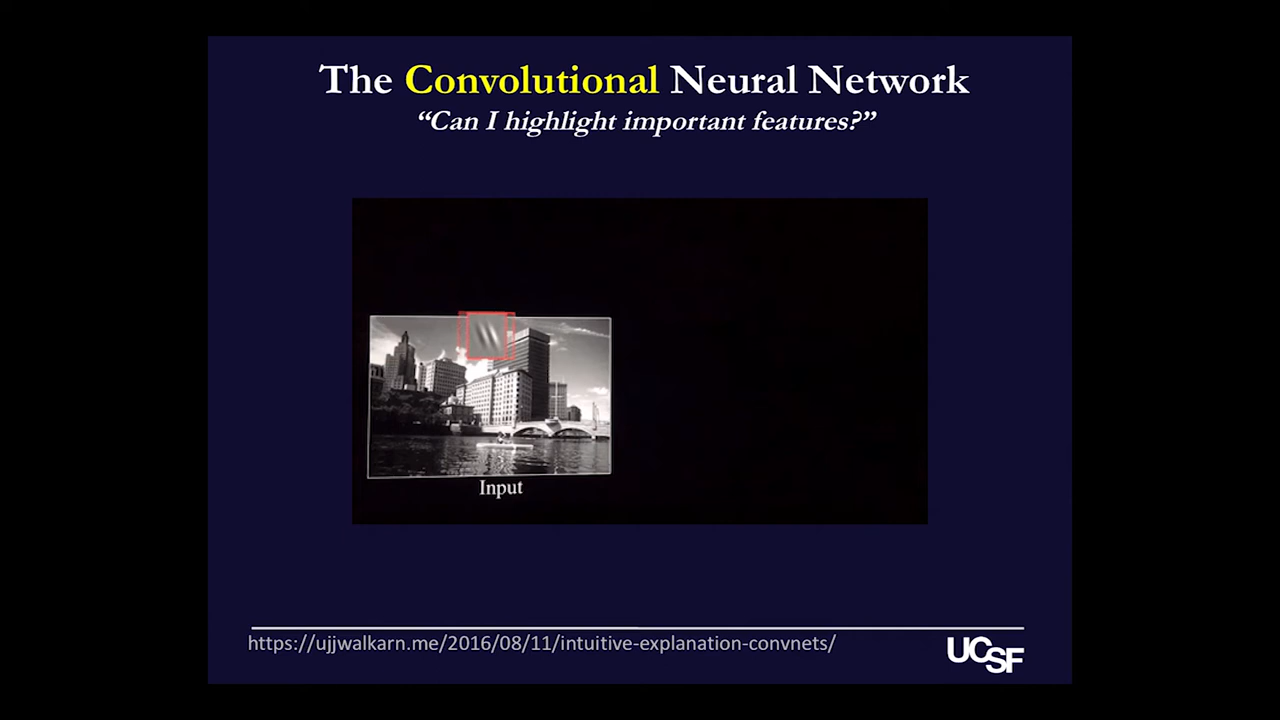 The Convolutional Neural Network
“Can I highlight important features?”
Input
https://ujjwalkarn.me/2016/08/11/intuitive-explanation-convnets/
UCSF